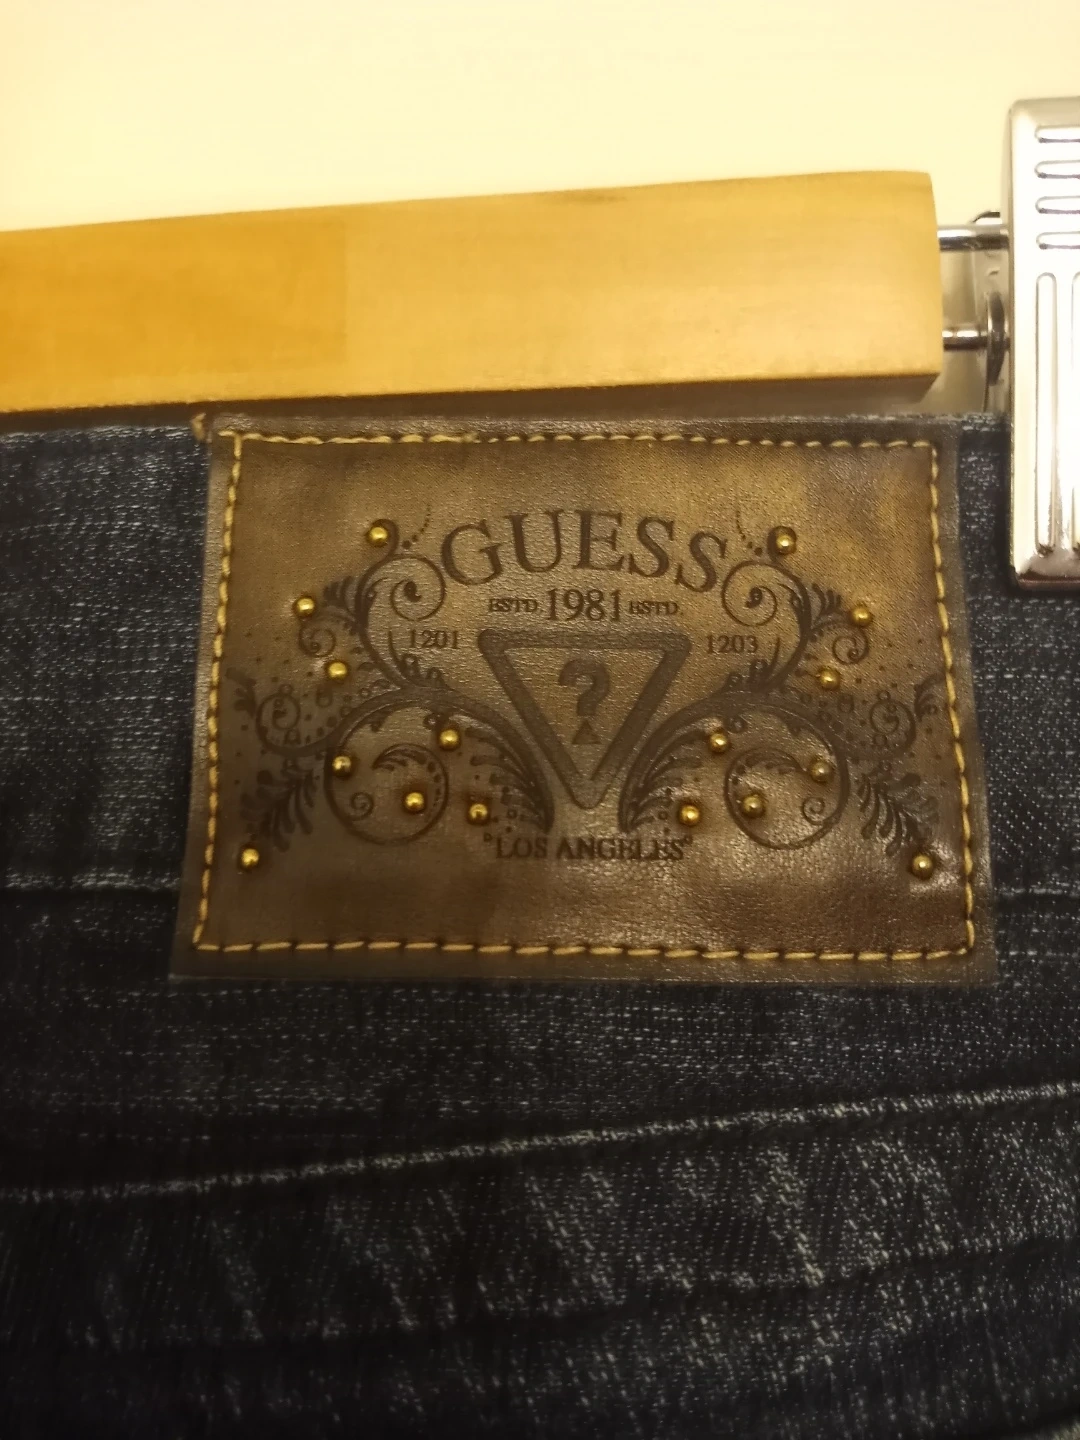 GUESS
ESTD. 1981 ESTD.
1201 1203
?
"LOS ANGELES"